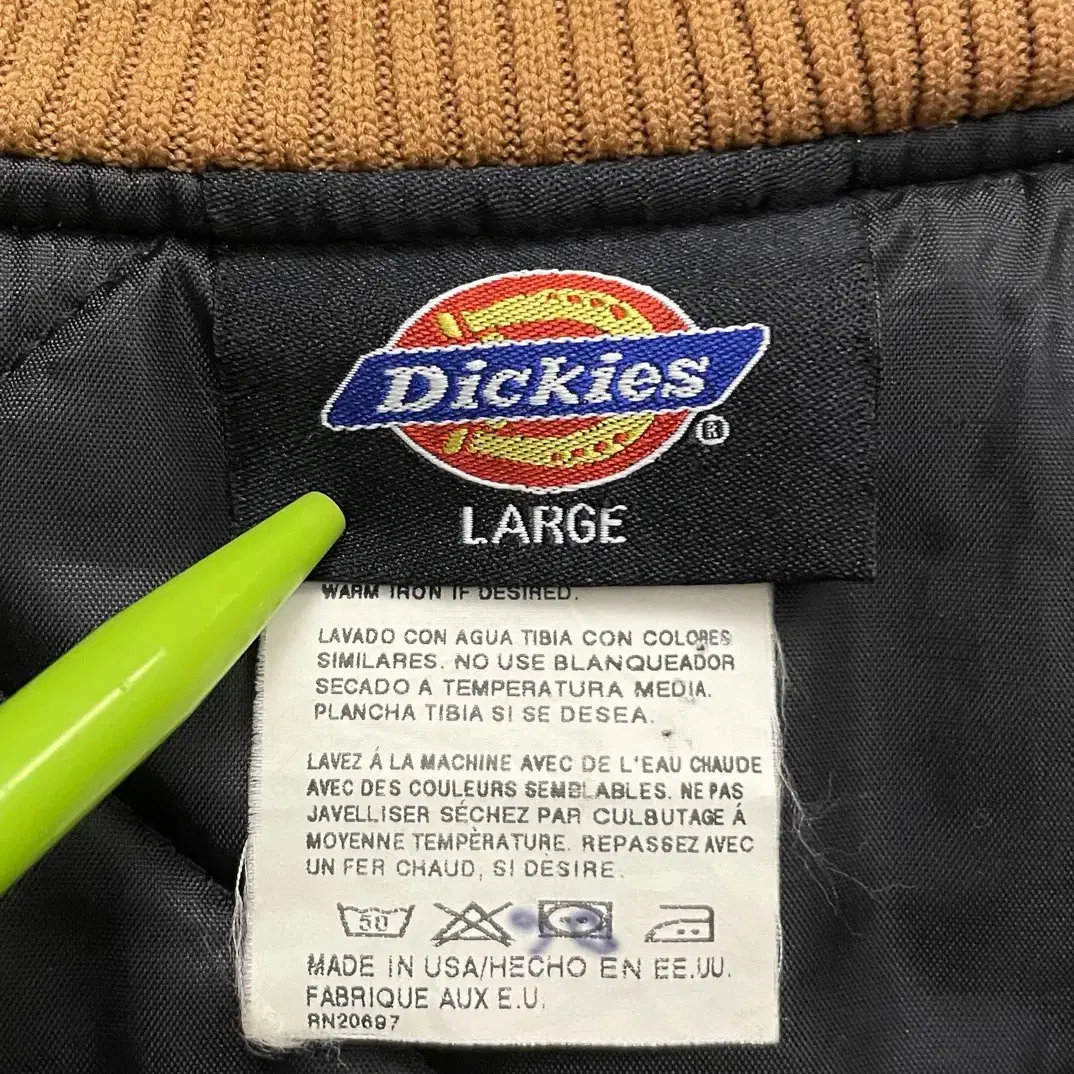 Dickies
®
LARGE
WARM IRON IF DESIRED.
LAVADO CON AGUA TIBIA CON COLORES
SIMILARES. NO USE BLANQUEADOR
SECADO A TEMPERATURA MEDIA.
PLANCHA TIBIA SI SE DESEA.
LAVEZ Á LA MACHINE AVEC DE L'EAU CHAUDE
AVEC DES COULEURS SEMBLABLES. NE PAS
JAVELLISER SÉCHEZ PAR CULBUTAGE Á
MOYENNE TEMPÈRATURE. REPASSEZ AVEC
UN FER CHAUD, SI DÈSIRE.
50
MADE IN USA/HECHO EN EE.UU.
FABRIQUE AUX E.U.
RN20697